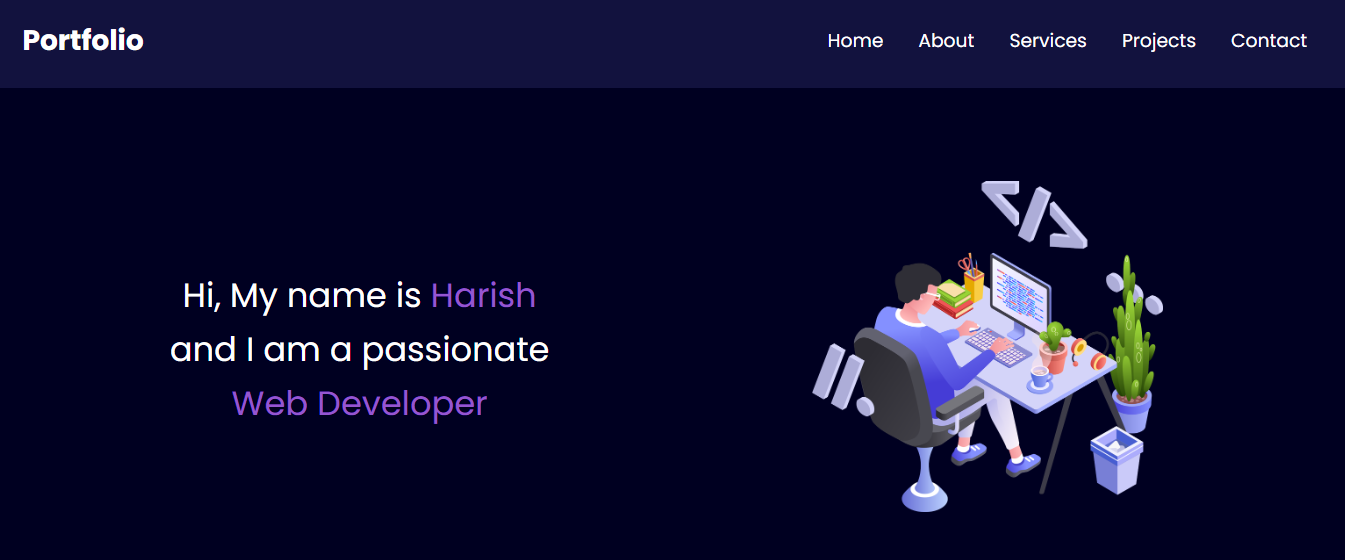 Portfolio
Home About Services Projects Contact
Hi, My name is Harish
and I am a passionate
Web Developer